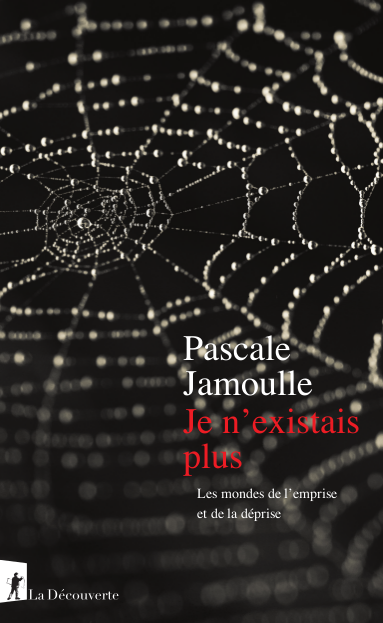 Pascale
Jamoulle
Je n’existais
plus
Les mondes de l’emprise
et de la déprise
La Découverte